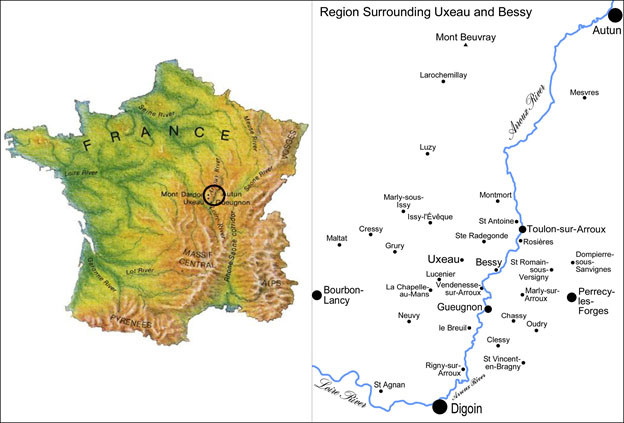 FRANCE
Seine River
Meuse River
VOSGES
Loire River
Saône River
Mont Dardon
Autun
Uxeau
Gueugnon
MASSIF
CENTRAL
Rhône Saône corridor
Garonne River
Lot River
ALPS
PYRENEES
Region Surrounding Uxeau and Bessy
Autun
Mont Beuvray
Larochemillay
Arroux River
Mesvres
Luzy
Montmort
Marly-sous-
Issy
Issy-l'Évêque
St Antoine
Toulon-sur-Arroux
Cressy
Ste Radegonde
Rosières
Maltat
Grury
Uxeau
Bessy
St Romain-
sous-
Versigny
Dompierre-
sous-
Sanvignes
Lucenier
Bourbon-
Lancy
La Chapelle-
au-Mans
Vendenesse-
sur-Arroux
Marly-sur-
Arroux
Perrecy-
les-
Forges
Gueugnon
Neuvy
Chassy
Oudry
le Breuil
Clessy
Rigny-sur-
Arroux
St Vincent-
en-Bragny
Loire River
St Agnan
Arroux River
Digoin